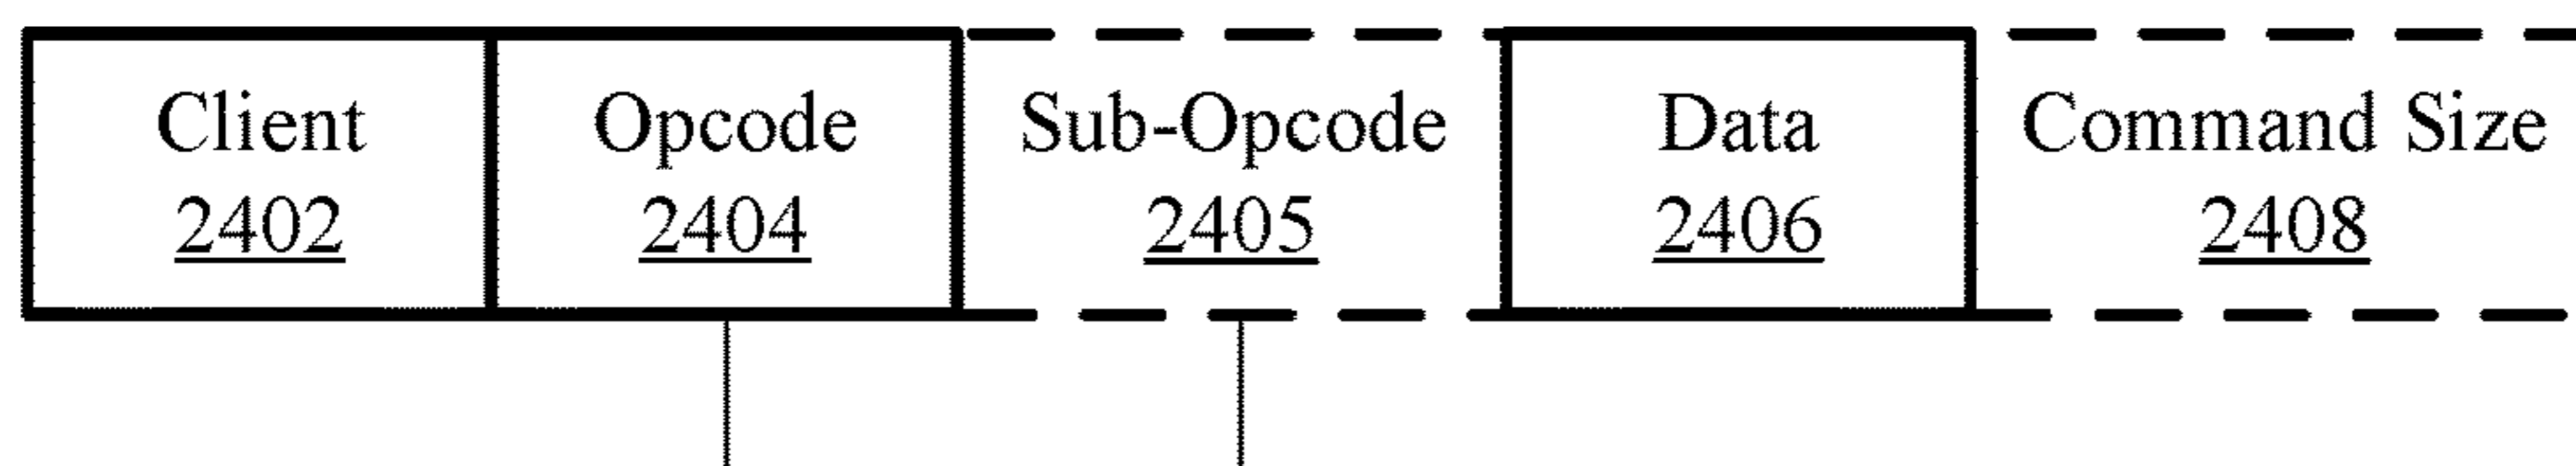 Client Opcode Sub-Opcode Data Command Size
2402 2404 2405 2406 2408